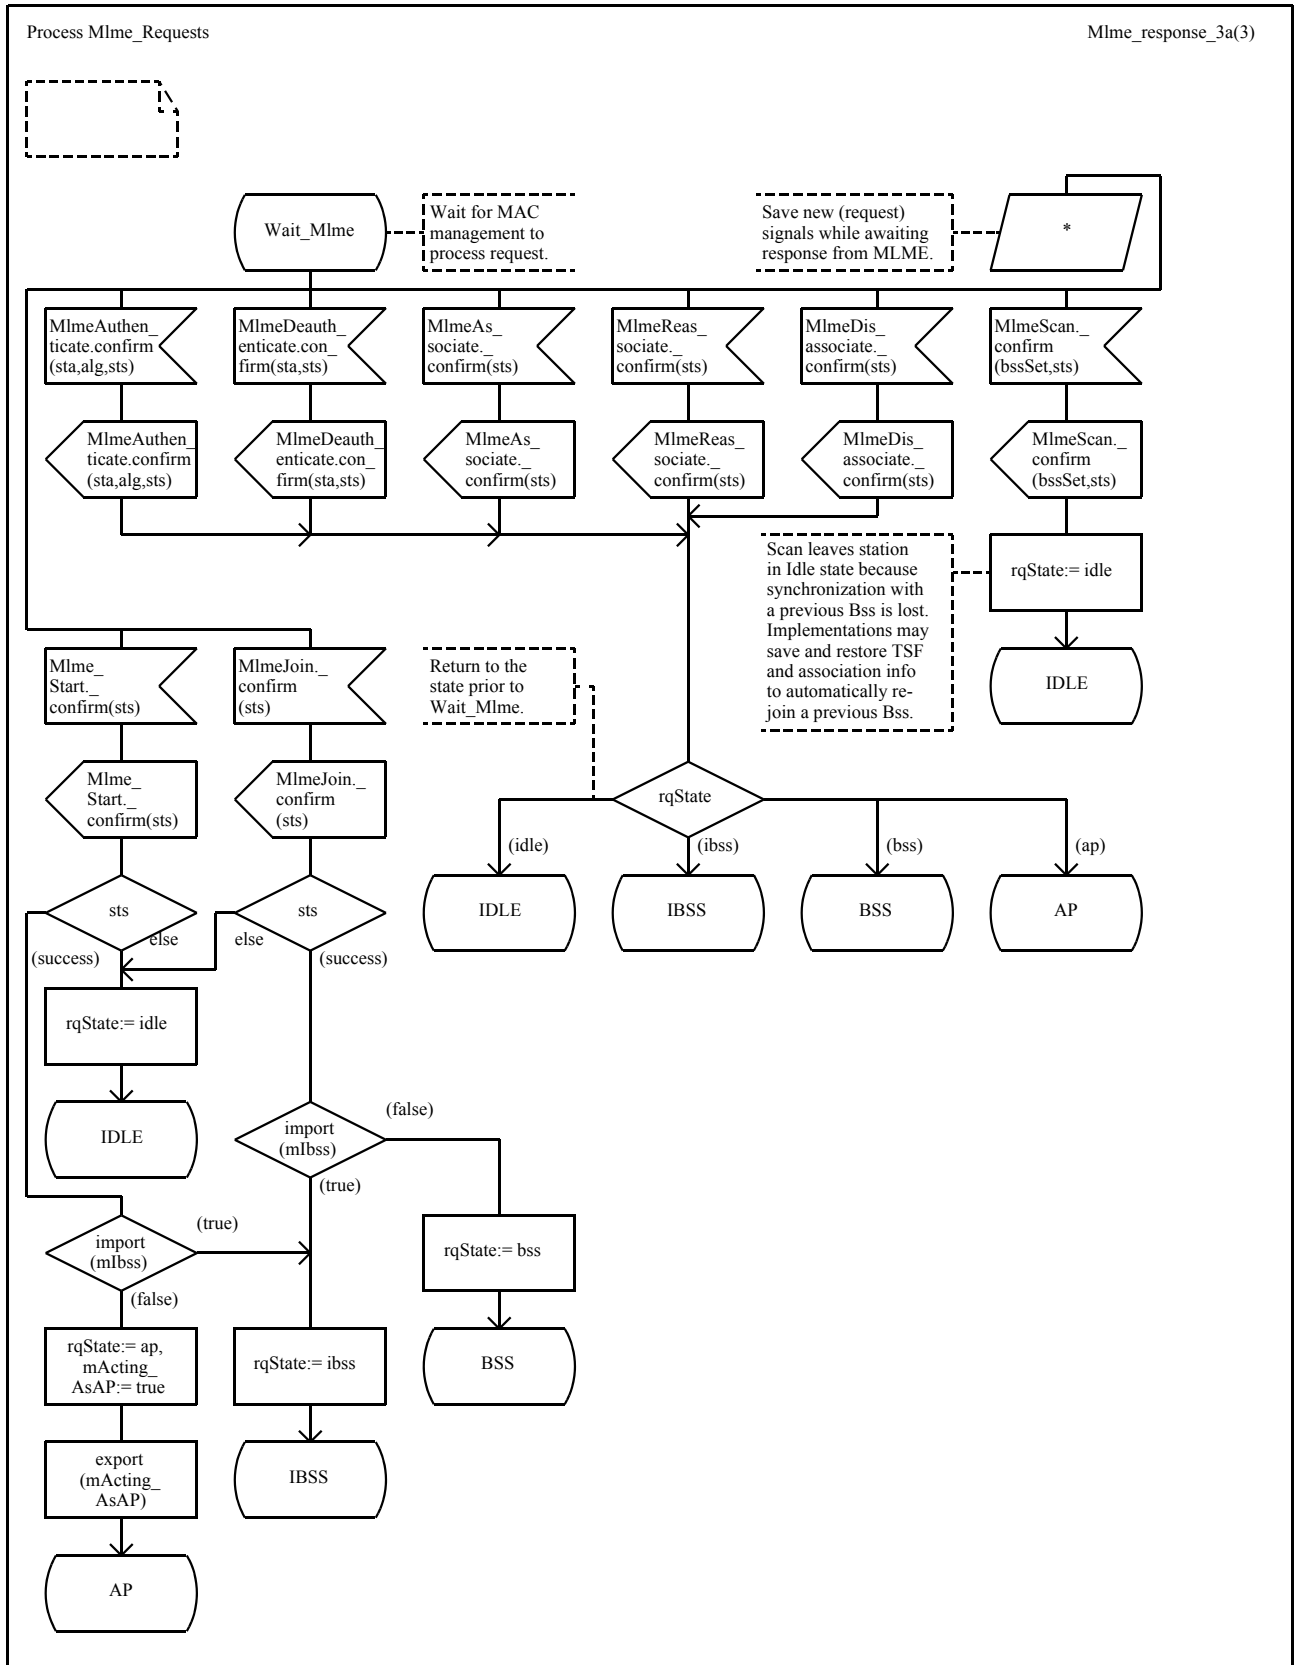 Process Mlme_Requests
Mlme_response_3a(3)
Wait_Mlme
Wait for MAC
management to
process request.
Save new (request)
signals while awaiting
response from MLME.
*
MlmeAuthen_
ticate.confirm
(sta,alg,sts)
MlmeDeauth_
enticate.con_
firm(sta,sts)
MlmeAs_
sociate._
confirm(sts)
MlmeReas_
sociate._
confirm(sts)
MlmeDis_
associate._
confirm(sts)
MlmeScan._
confirm
(bssSet,sts)
MlmeAuthen_
ticate.confirm
(sta,alg,sts)
MlmeDeauth_
enticate.con_
firm(sta,sts)
MlmeAs_
sociate._
confirm(sts)
MlmeReas_
sociate._
confirm(sts)
MlmeDis_
associate._
confirm(sts)
MlmeScan._
confirm
(bssSet,sts)
Scan leaves station
in Idle state because
synchronization with
a previous Bss is lost.
Implementations may
save and restore TSF
and association info
to automatically re-
join a previous Bss.
rqState:= idle
IDLE
Mlme_
Start._
confirm(sts)
MlmeJoin._
confirm
(sts)
Return to the
state prior to
Wait_Mlme.
Mlme_
Start._
confirm(sts)
MlmeJoin._
confirm
(sts)
rqState
(idle)
(ibss)
(bss)
(ap)
IDLE
IBSS
BSS
AP
sts
sts
else
else
(success)
(success)
rqState:= idle
IDLE
import
(mIbss)
(false)
(true)
import
(mIbss)
(true)
(false)
rqState:= bss
BSS
rqState:= ap,
mActing_
AsAP:= true
rqState:= ibss
export
(mActing_
AsAP)
IBSS
AP